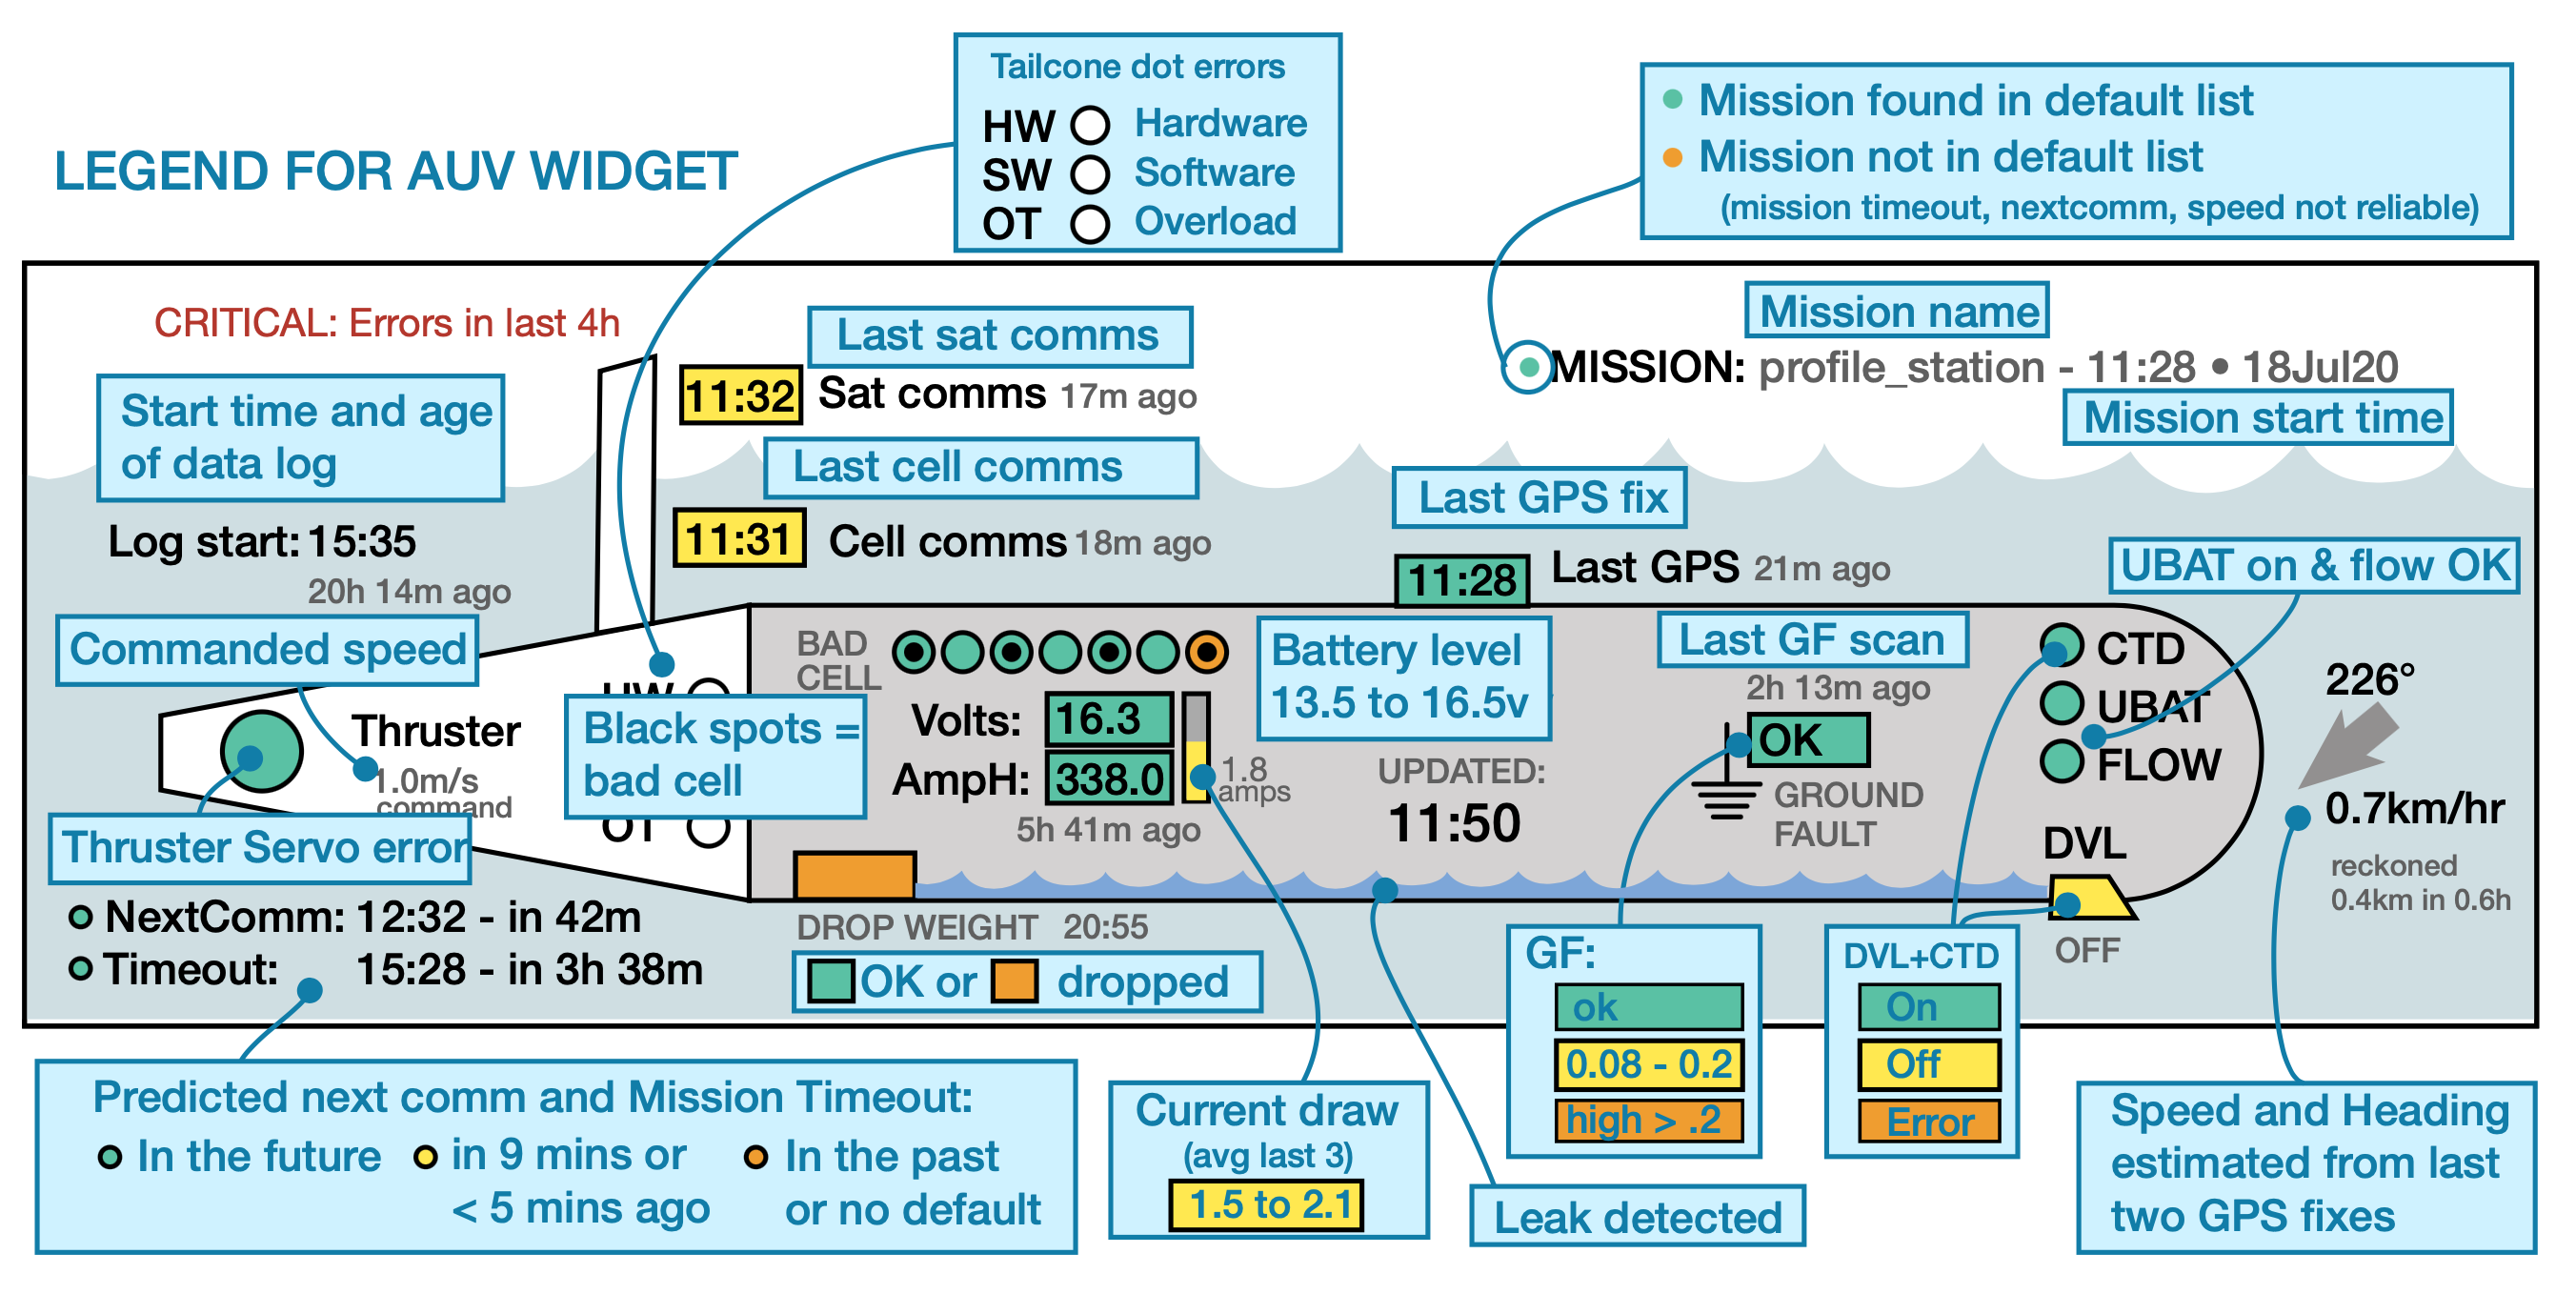 Tailcone dot errors
HW Hardware
SW Software
OT Overload
Mission found in default list
Mission not in default list
(mission timeout, nextcomm, speed not reliable)
LEGEND FOR AUV WIDGET
CRITICAL: Errors in last 4h
Last sat comms
Mission name
11:32 Sat comms 17m ago
MISSION: profile_station - 11:28 • 18Jul20
Mission start time
Start time and age
of data log
Last cell comms
Last GPS fix
Log start: 15:35
20h 14m ago
11:31 Cell comms 18m ago
11:28 Last GPS 21m ago
UBAT on & flow OK
Commanded speed
BAD
CELL
Battery level
13.5 to 16.5v
Last GF scan
2h 13m ago
CTD
UBAT
FLOW
226°
Thruster
1.0m/s
command
HW
Black spots =
bad cell
OT
Volts: 16.3
AmpH: 338.0
1.8
amps
5h 41m ago
UPDATED:
11:50
OK
GROUND
FAULT
DVL
0.7km/hr
reckoned
0.4km in 0.6h
Thruster Servo error
NextComm: 12:32 - in 42m
Timeout: 15:28 - in 3h 38m
DROP WEIGHT 20:55
OK or dropped
GF:
ok
0.08 - 0.2
high > .2
DVL+CTD
On
Off
Error
OFF
Predicted next comm and Mission Timeout:
In the future
in 9 mins or
< 5 mins ago
In the past
or no default
Current draw
(avg last 3)
1.5 to 2.1
Leak detected
Speed and Heading
estimated from last
two GPS fixes